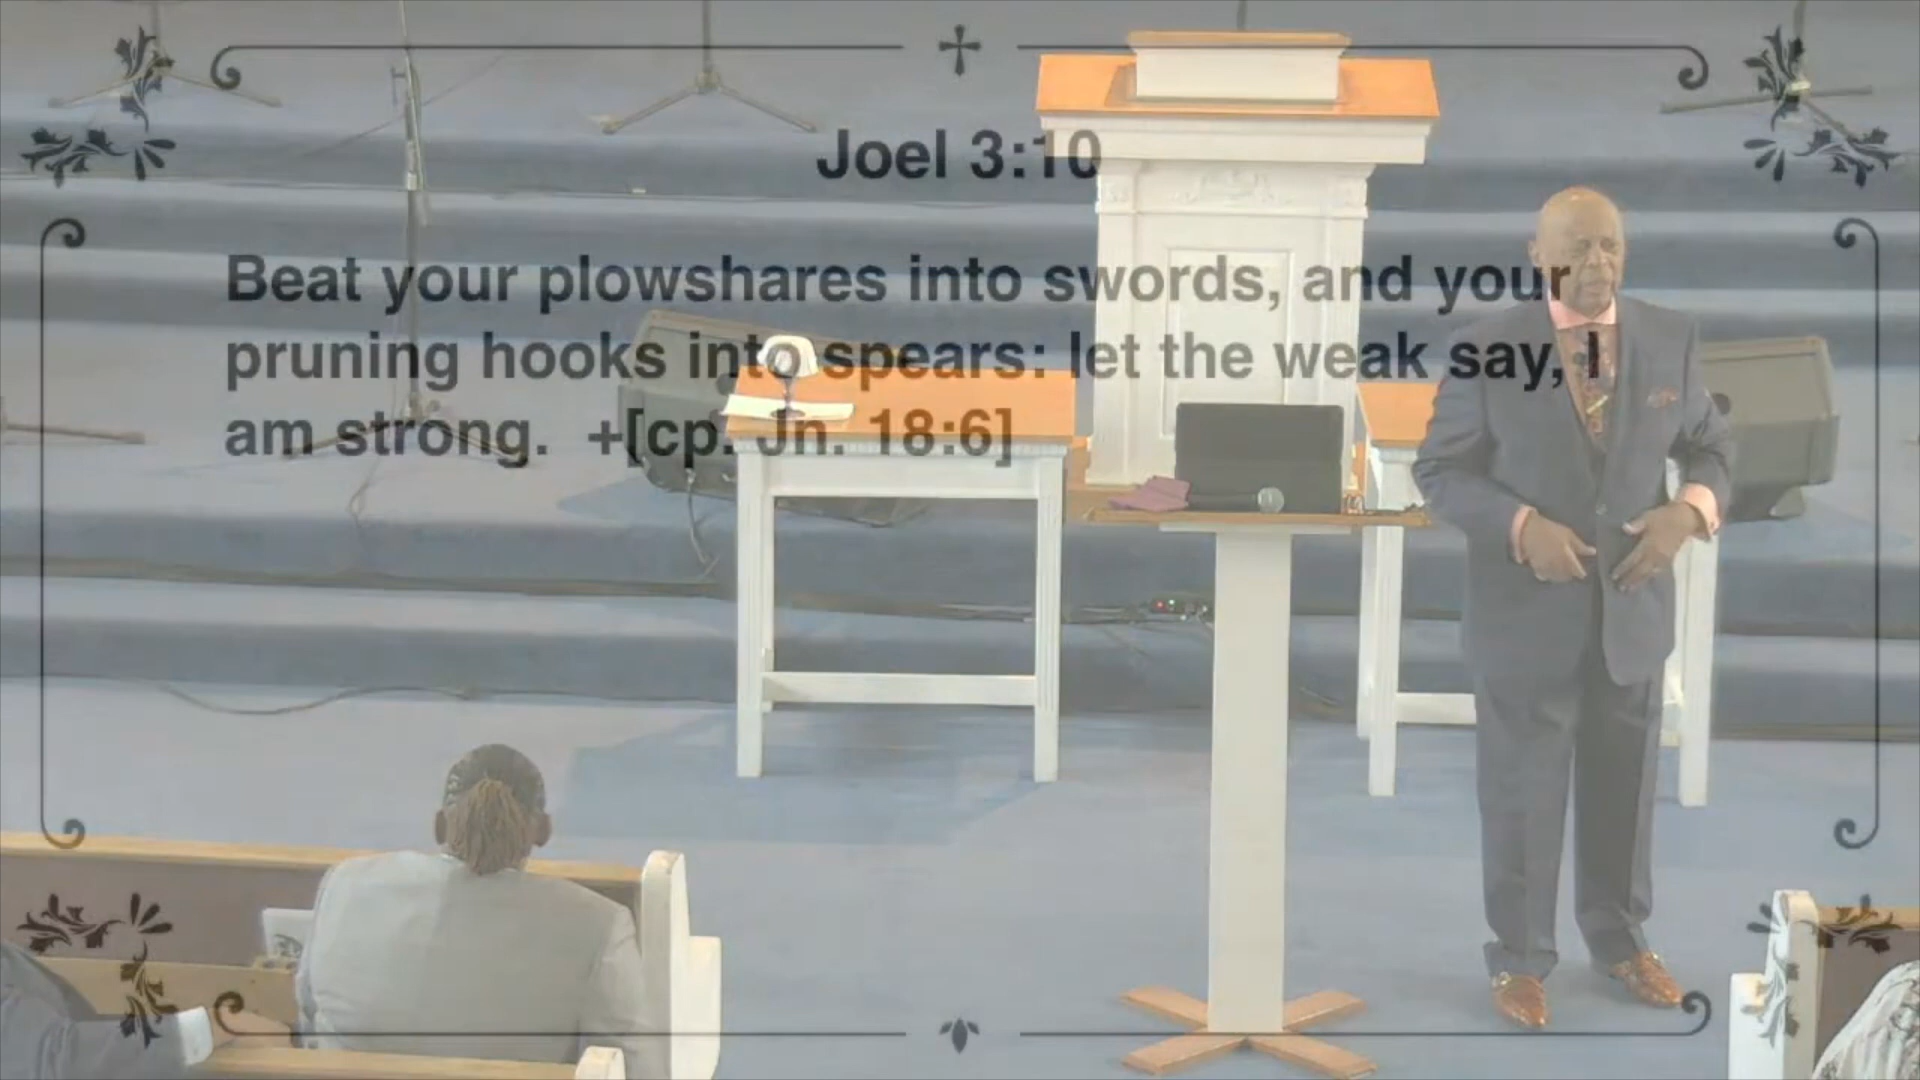 Joel 3:10
Beat your plowshares into swords, and your
pruning hooks into spears: let the weak say, I
am strong. +[cp. Jn. 18:6]